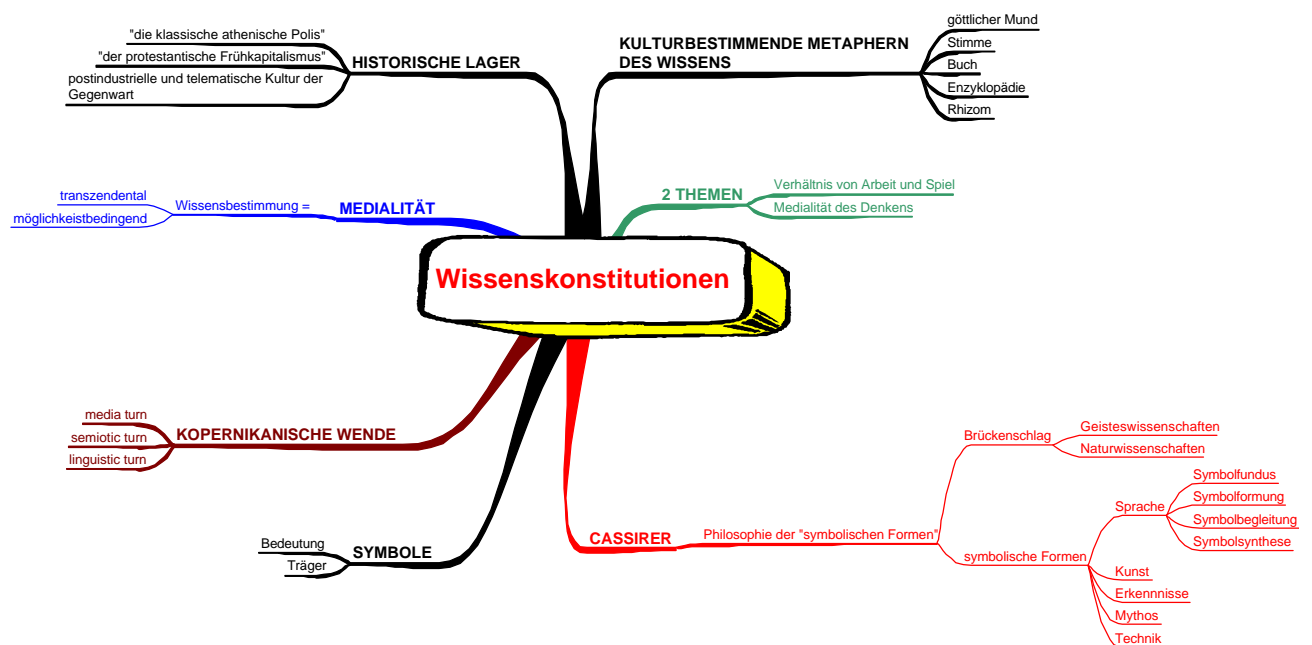 "die klassische athenische Polis"
"der protestantische Frühkapitalismus"
postindustrielle und telematische Kultur der
Gegenwart
HISTORISCHE LAGER
KULTURBESTIMMENDE METAPHERN
DES WISSENS
göttlicher Mund
Stimme
Buch
Enzyklopädie
Rhizom
transzendental
möglichkeistbedingend
Wissensbestimmung =
MEDIALITÄT
2 THEMEN
Verhältnis von Arbeit und Spiel
Medialität des Denkens
Wissenskonstitutionen
media turn
semiotic turn
linguistic turn
KOPERNIKANISCHE WENDE
Bedeutung
Träger
SYMBOLE
CASSIRER
Philosophie der "symbolischen Formen"
Brückenschlag
Geisteswissenschaften
Naturwissenschaften
symbolische Formen
Sprache
Symbolfundus
Symbolformung
Symbolbegleitung
Symbolsynthese
Kunst
Erkennnisse
Mythos
Technik